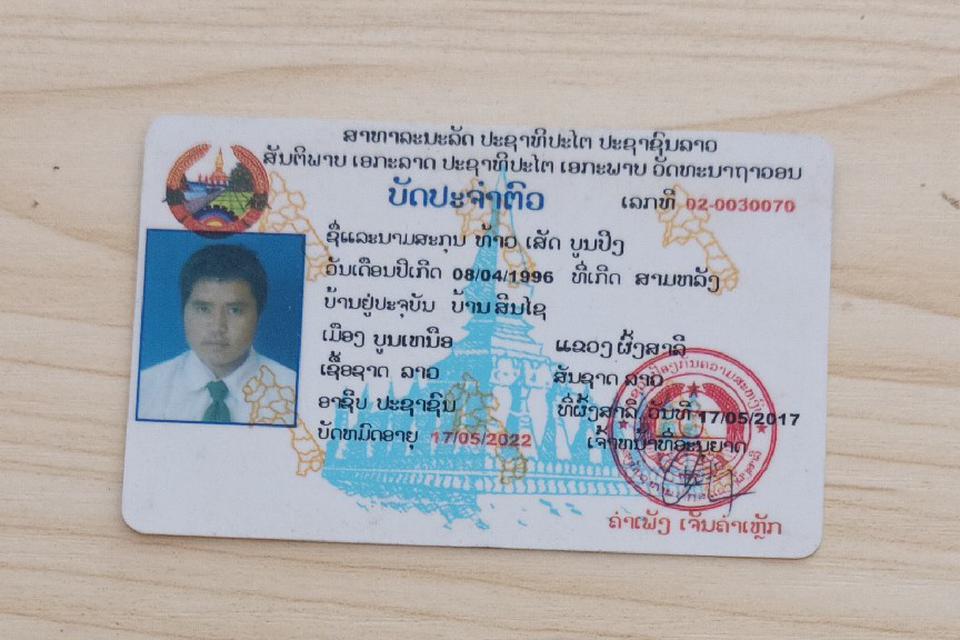 ສາທາລະນະລັດ ປະຊາທິປະໄຕ ປະຊາຊົນລາວ
ສັນຕິພາບ ເອກະລາດ ປະຊາທິປະໄຕ ເອກະພາບ ວັດທະນາຖາວອນ
ບັດປະຈຳຕົວ ເລກທີ 02-0030070
ຊື່ແລະນາມສະກຸນ ທ້າວ ເສັດ ບູນປິງ
ວັນເດືອນປີເກີດ 08/04/1996 ທີ່ເກີດ ສາມຫລັງ
ບ້ານຢູ່ປະຈຸບັນ ບ້ານ ສິນໄຊ
ເມືອງ ບູນເຫນືອ ແຂວງ ຜົ້ງສາລີ
ເຊື້ອຊາດ ລາວ ສັນຊາດ ລາວ
ອາຊີບ ປະຊາຊົນ ທີ່ຜົ້ງສາລີ ວັນທີ 17/05/2017
ບັດຫມົດອາຍຸ 17/05/2022 ເຈົ້າຫນ້າທີ່ອະນຸຍາດ
ຄຳເພັງ ເຈັນຄຳເຫຼັກ